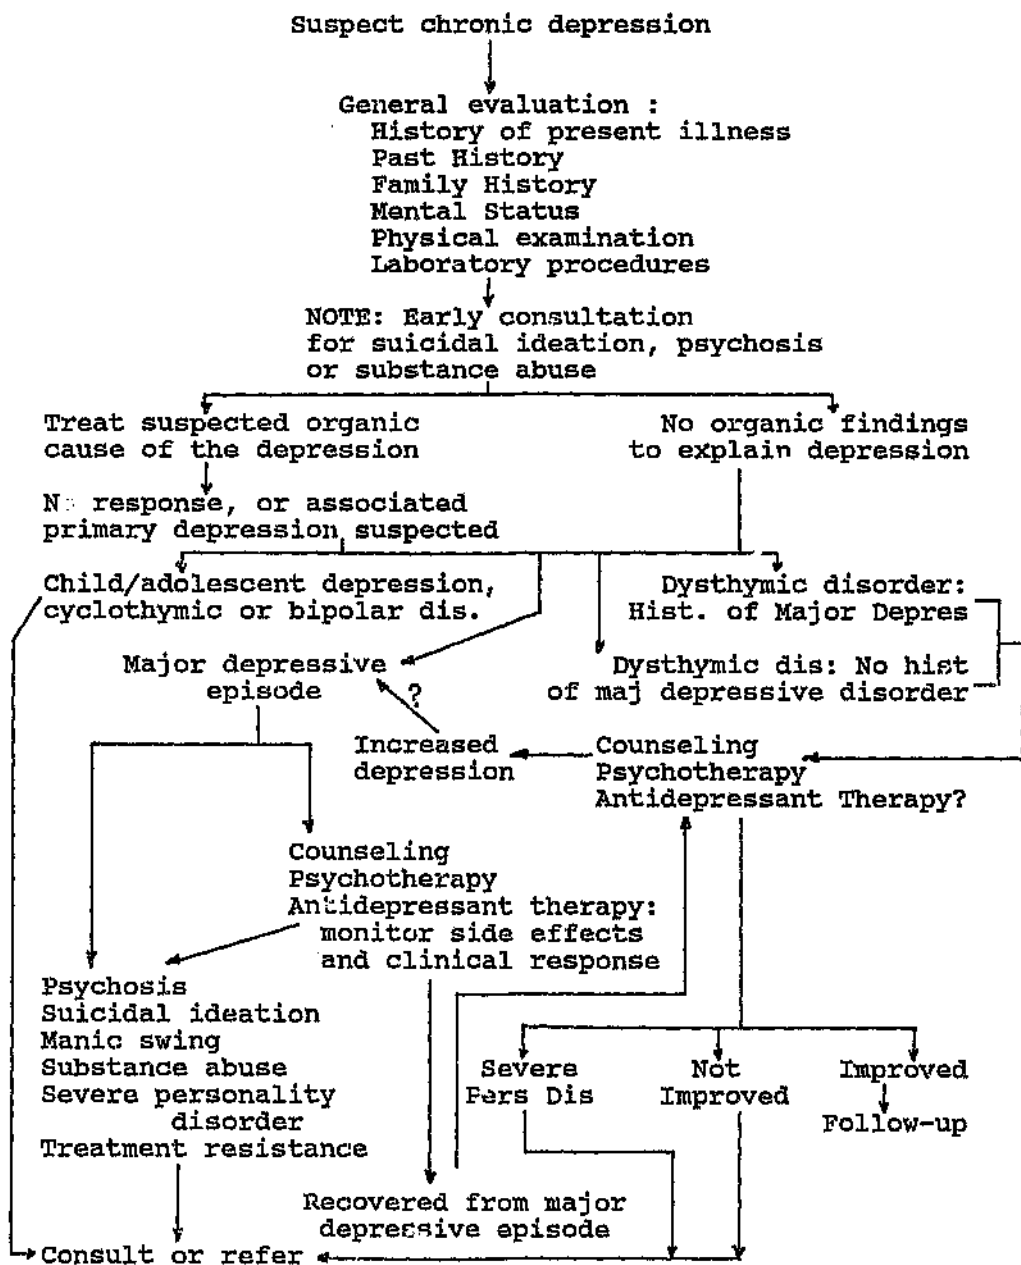 Suspect chronic depression
General evaluation :
History of present illness
Past History
Family History
Mental Status
Physical examination
Laboratory procedures
NOTE: Early consultation
for suicidal ideation, psychosis
or substance abuse
Treat suspected organic
cause of the depression
No organic findings
to explain depression
No response, or associated
primary depression suspected
Child/adolescent depression,
cyclothymic or bipolar dis.
Dysthymic disorder:
Hist. of Major Depres
Major depressive
episode
Dysthymic dis: No hist
of maj depressive disorder
?
Increased
depression
Counseling
Psychotherapy
Antidepressant Therapy?
Counseling
Psychotherapy
Antidepressant therapy:
monitor side effects
and clinical response
Psychosis
Suicidal ideation
Manic swing
Substance abuse
Severe personality
disorder
Treatment resistance
Severe
Pers Dis
Not
Improved
Improved
Follow-up
Recovered from major
depressive episode
Consult or refer